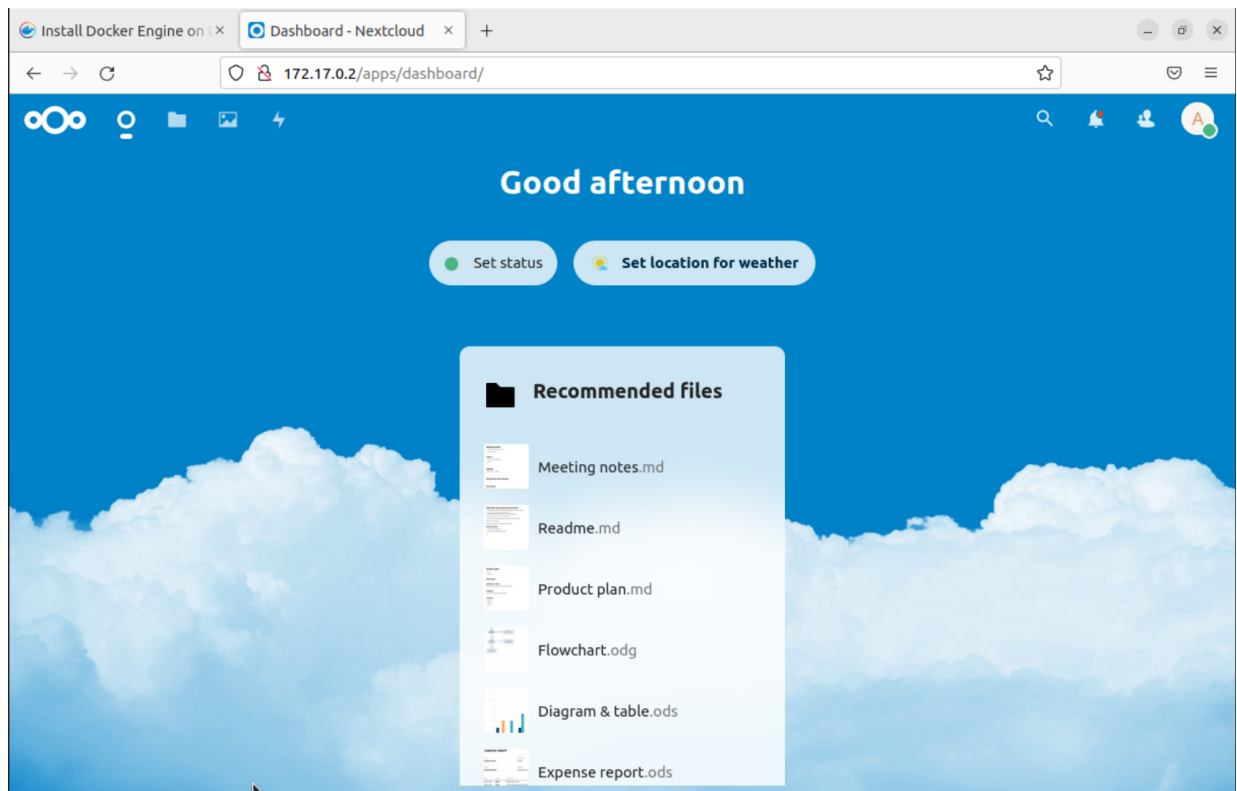 Install Docker Engine on U
Dashboard - Nextcloud
172.17.0.2/apps/dashboard/
A
Good afternoon
Set status
Set location for weather
Recommended files
Meeting notes.md
Readme.md
Product plan.md
Flowchart.odg
Diagram & table.ods
Expense report.ods